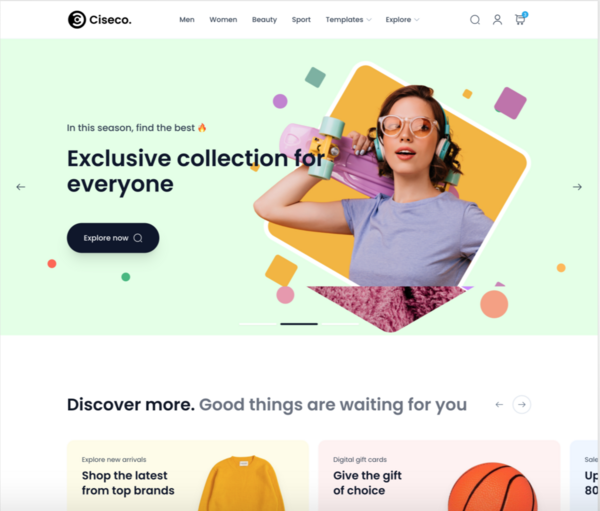 Ciseco.
Men Women Beauty Sport Templates Explore
In this season, find the best 🔥
Exclusive collection for
everyone
Explore now
Discover more. Good things are waiting for you
Explore new arrivals
Shop the latest
from top brands
Digital gift cards
Give the gift
of choice
Sale
Up
80